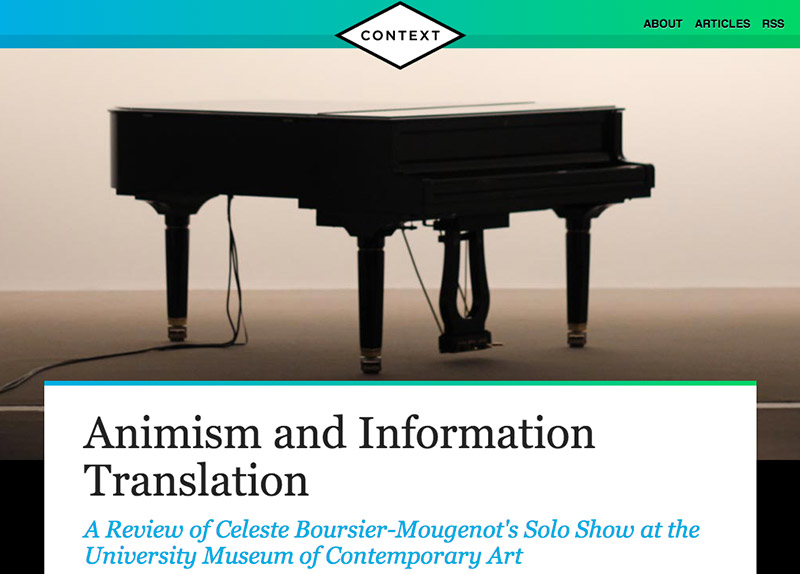 CONTEXT
ABOUT ARTICLES RSS
Animism and Information
Translation
A Review of Celeste Boursier-Mougenot's Solo Show at the
University Museum of Contemporary Art